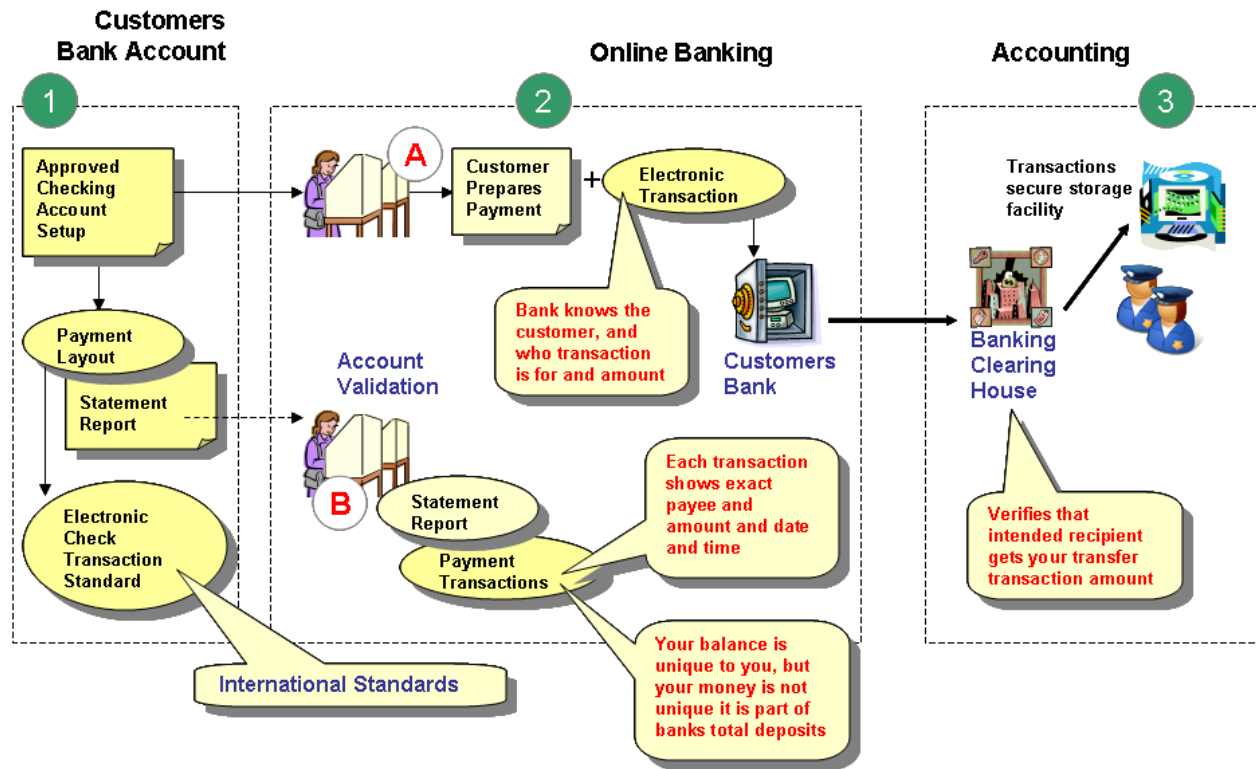 Customers
Bank Account
Online Banking
Accounting
1
2
3
Approved
Checking
Account
Setup
A
Customer
Prepares
Payment
+
Electronic
Transaction
Transactions
secure storage
facility
Bank knows the
customer, and
who transaction
is for and amount
Payment
Layout
Statement
Report
Account
Validation
Customers
Bank
Banking
Clearing
House
B
Statement
Report
Payment
Transactions
Each transaction
shows exact
payee and
amount and date
and time
Electronic
Check
Transaction
Standard
Verifies that
intended recipient
gets your transfer
transaction amount
International Standards
Your balance is
unique to you, but
your money is not
unique it is part of
banks total deposits